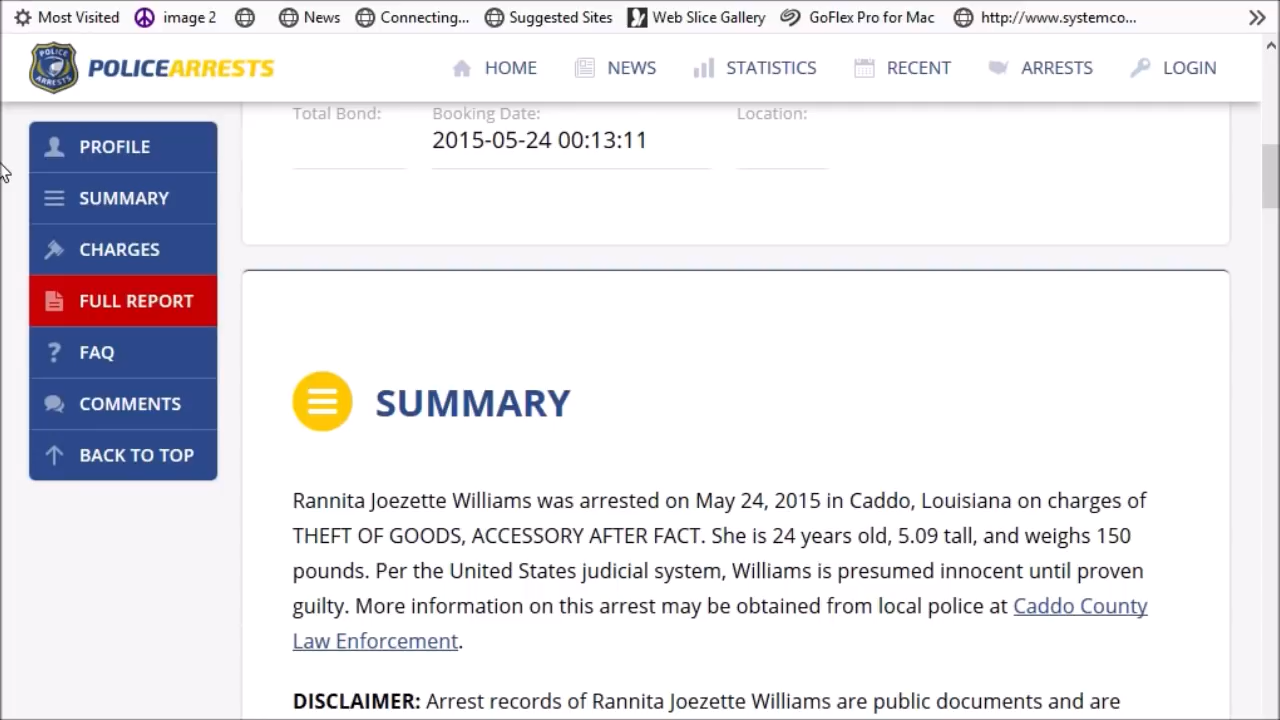 Most Visited image 2 News Connecting... Suggested Sites Web Slice Gallery GoFlex Pro for Mac http://www.systemco...
POLICE ARRESTS POLICEARRESTS HOME NEWS STATISTICS RECENT ARRESTS LOGIN
Total Bond: Booking Date: Location:
2015-05-24 00:13:11
PROFILE
SUMMARY
CHARGES
FULL REPORT
FAQ
COMMENTS
BACK TO TOP
SUMMARY
Rannita Joezette Williams was arrested on May 24, 2015 in Caddo, Louisiana on charges of
THEFT OF GOODS, ACCESSORY AFTER FACT. She is 24 years old, 5.09 tall, and weighs 150
pounds. Per the United States judicial system, Williams is presumed innocent until proven
guilty. More information on this arrest may be obtained from local police at Caddo County
Law Enforcement.
DISCLAIMER: Arrest records of Rannita Joezette Williams are public documents and are